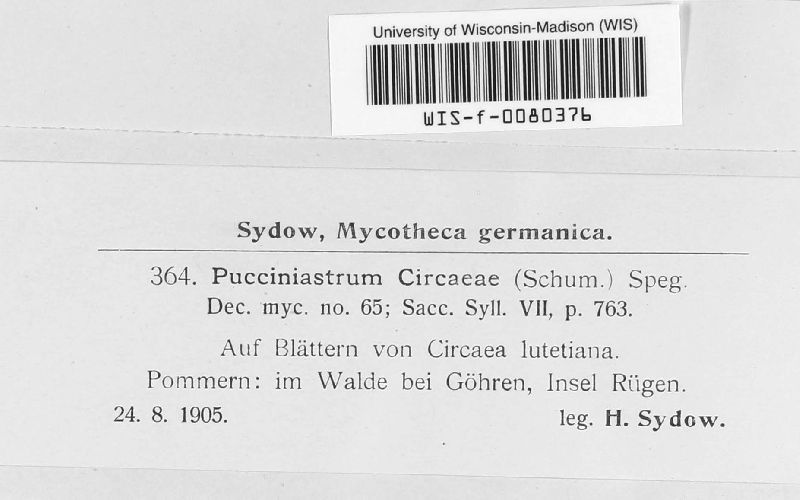 University of Wisconsin-Madison (WIS)
WIS-f-0080376
Sydow, Mycotheca germanica.
364. Pucciniastrum Circaeae (Schum.) Speg.
Dec. myc. no. 65; Sacc. Syll. VII, p. 763.
Auf Blättern von Circaea lutetiana.
Pommern: im Walde bei Göhren, Insel Rügen.
24. 8. 1905. leg. H. Sydow.